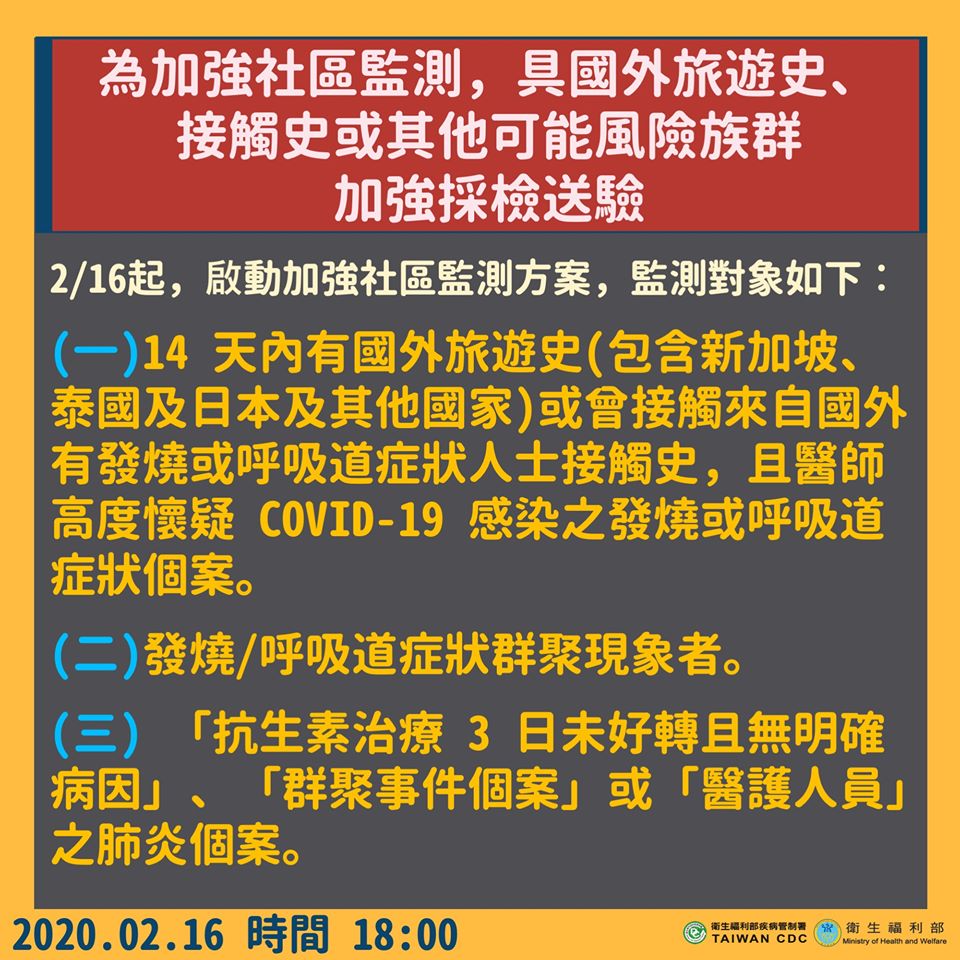 為加強社區監測，具國外旅遊史、
接觸史或其他可能風險族群
加強採檢送驗
2/16起，啟動加強社區監測方案，監測對象如下：
(一)14 天內有國外旅遊史(包含新加坡、
泰國及日本及其他國家)或曾接觸來自國外
有發燒或呼吸道症狀人士接觸史，且醫師
高度懷疑 COVID-19 感染之發燒或呼吸道
症狀個案。
(二)發燒/呼吸道症狀群聚現象者。
(三) 「抗生素治療 3 日未好轉且無明確
病因」、「群聚事件個案」或「醫護人員」
之肺炎個案。
2020.02.16 時間 18:00
衛生福利部疾病管制署
TAIWAN CDC
衛生福利部
Ministry of Health and Welfare